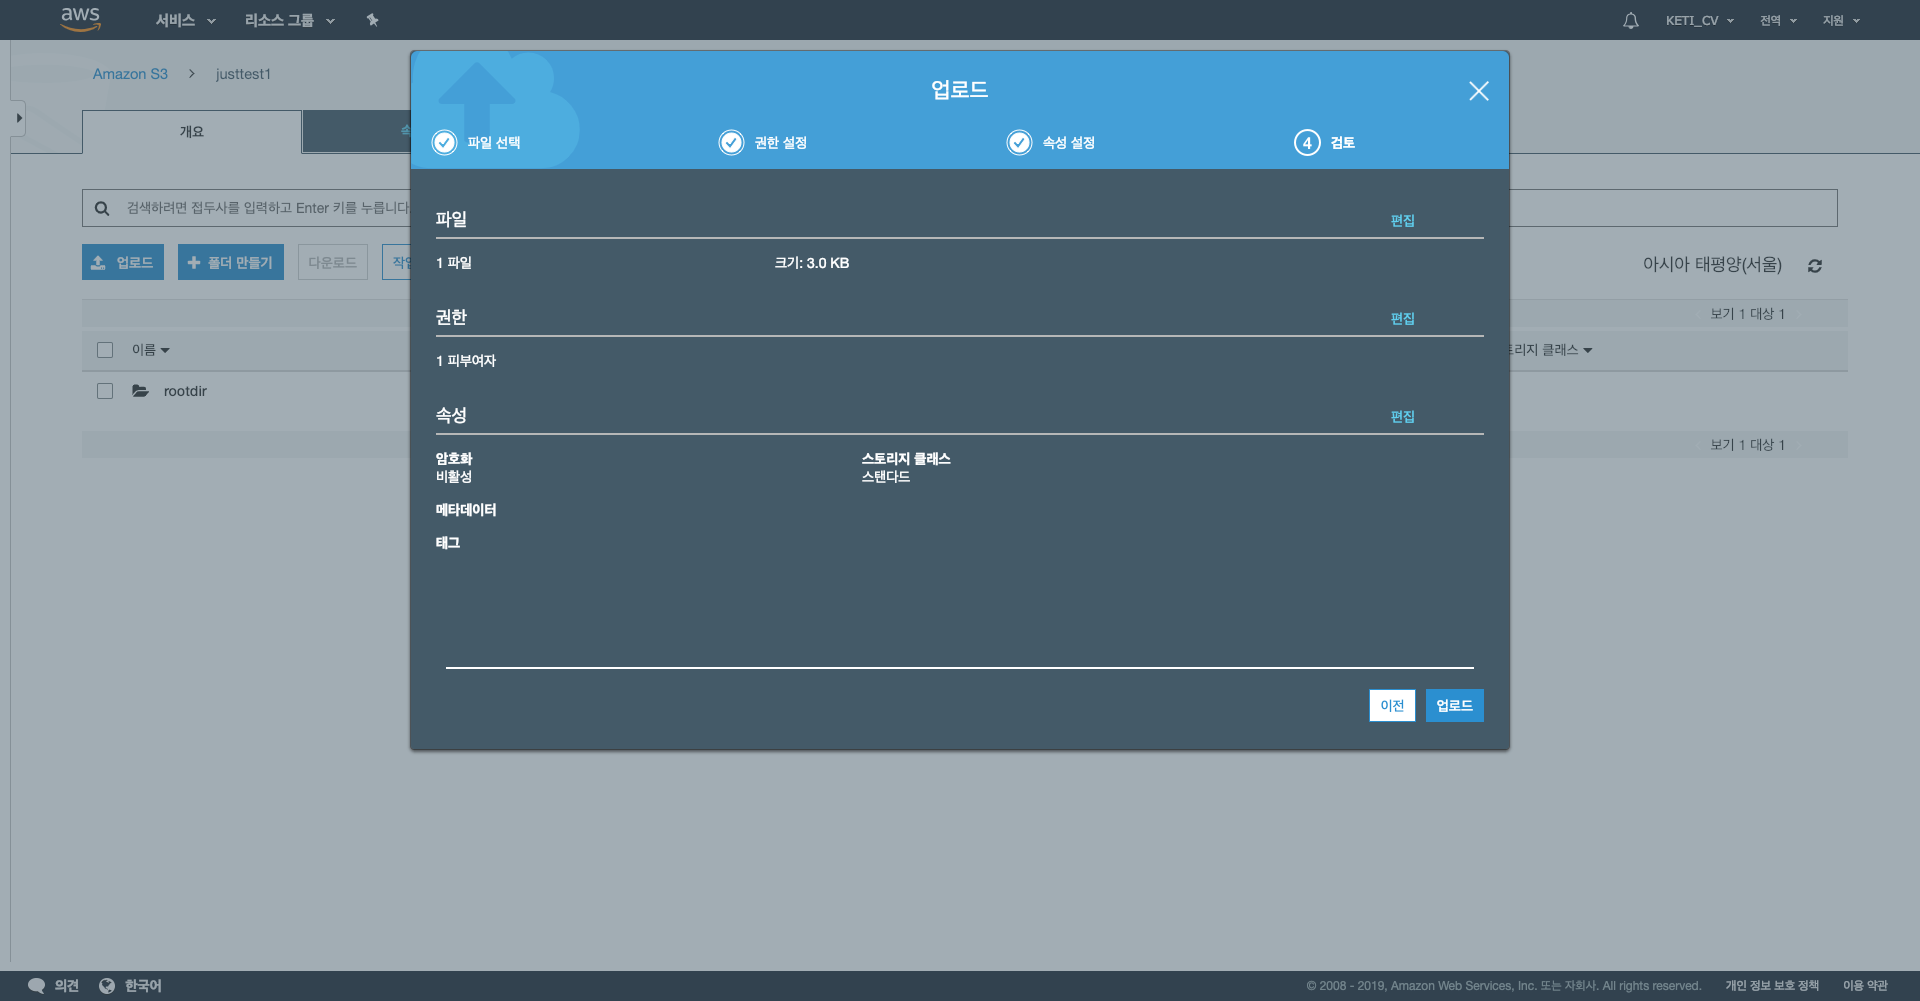 aws 서비스 리소스 그룹 KETI_CV 전역 지원
Amazon S3 justtest1
업로드
개요
파일 선택 권한 설정 속성 설정 4 검토
검색하려면 접두사를 입력하고 Enter 키를 누릅니다.
파일 편집
업로드 폴더 만들기 다운로드 작업
1 파일 크기: 3.0 KB
아시아 태평양(서울)
권한 편집
보기 1 대상 1
이름
1 피부여자
스토리지 클래스
rootdir
속성 편집
보기 1 대상 1
암호화 스토리지 클래스
비활성 스탠다드
메타데이터
태그
이전 업로드
의견 한국어 © 2008 - 2019, Amazon Web Services, Inc. 또는 자회사. All rights reserved. 개인 정보 보호 정책 이용 약관